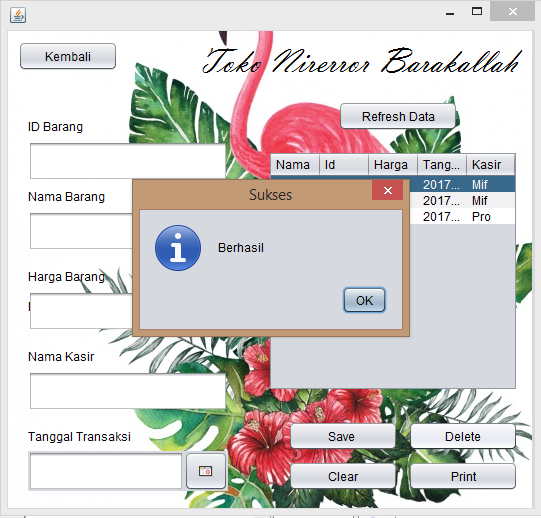 Kembali
Toko Nirerror Barakallah
Refresh Data
ID Barang
Nama Id Harga Tang... Kasir
2017... Mif
Nama Barang
Sukses
2017... Mif
2017... Pro
Berhasil
Harga Barang
OK
Nama Kasir
Tanggal Transaksi
Save Delete
Clear Print